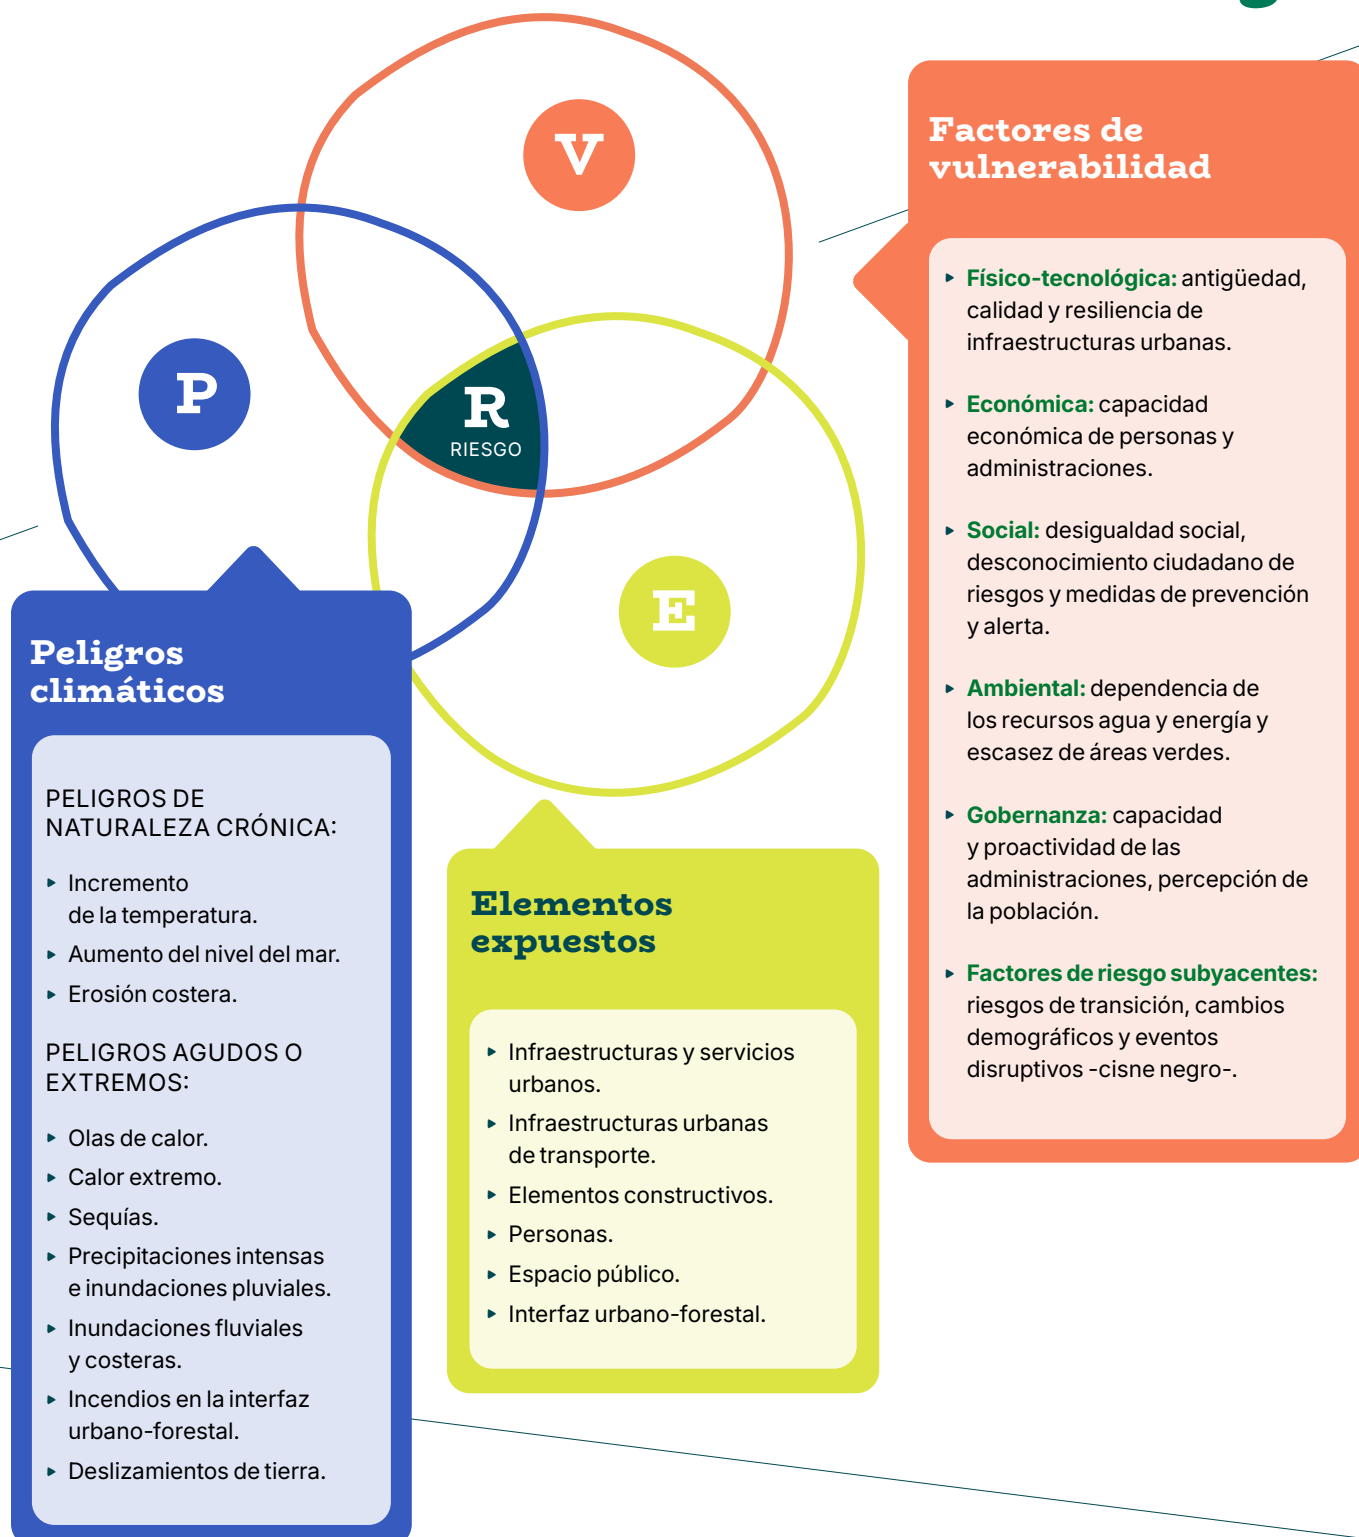 V
P
R
RIESGO
E
Factores de
vulnerabilidad
Físico-tecnológica: antigüedad,
calidad y resiliencia de
infraestructuras urbanas.
Económica: capacidad
económica de personas y
administraciones.
Social: desigualdad social,
desconocimiento ciudadano de
riesgos y medidas de prevención
y alerta.
Ambiental: dependencia de
los recursos agua y energía y
escasez de áreas verdes.
Gobernanza: capacidad
y proactividad de las
administraciones, percepción de
la población.
Factores de riesgo subyacentes:
riesgos de transición, cambios
demográficos y eventos
disruptivos -cisne negro-.
Peligros
climáticos
PELIGROS DE
NATURALEZA CRÓNICA:
Incremento
de la temperatura.
Aumento del nivel del mar.
Erosión costera.
PELIGROS AGUDOS O
EXTREMOS:
Olas de calor.
Calor extremo.
Sequías.
Precipitaciones intensas
e inundaciones pluviales.
Inundaciones fluviales
y costeras.
Incendios en la interfaz
urbano-forestal.
Deslizamientos de tierra.
Elementos
expuestos
Infraestructuras y servicios
urbanos.
Infraestructuras urbanas
de transporte.
Elementos constructivos.
Personas.
Espacio público.
Interfaz urbano-forestal.